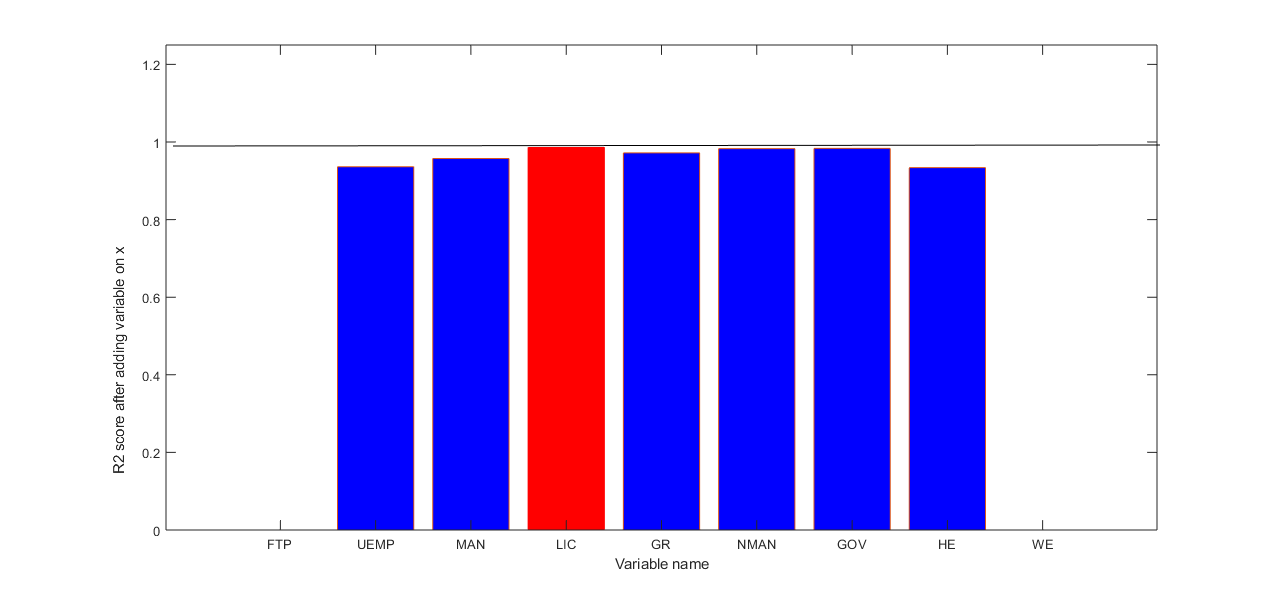 R2 score after adding variable on x
1.2
1
0.8
0.6
0.4
0.2
0
FTP UEMP MAN LIC GR NMAN GOV HE WE
Variable name